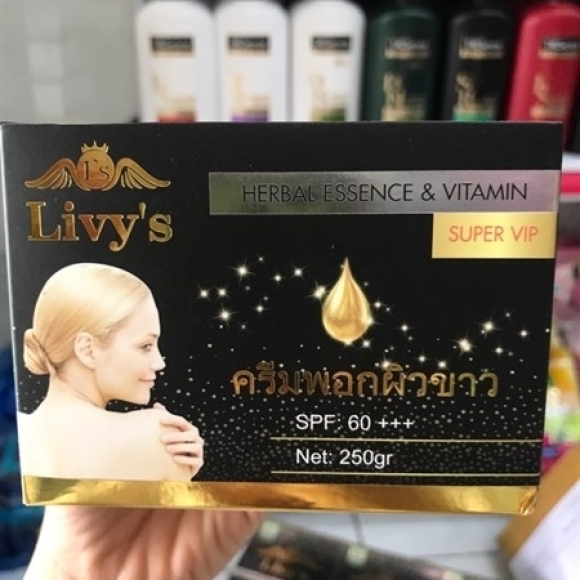 L's
Livy's
HERBAL ESSENCE & VITAMIN
SUPER VIP
ครีมพอกผิวขาว
SPF: 60 +++
Net: 250gr